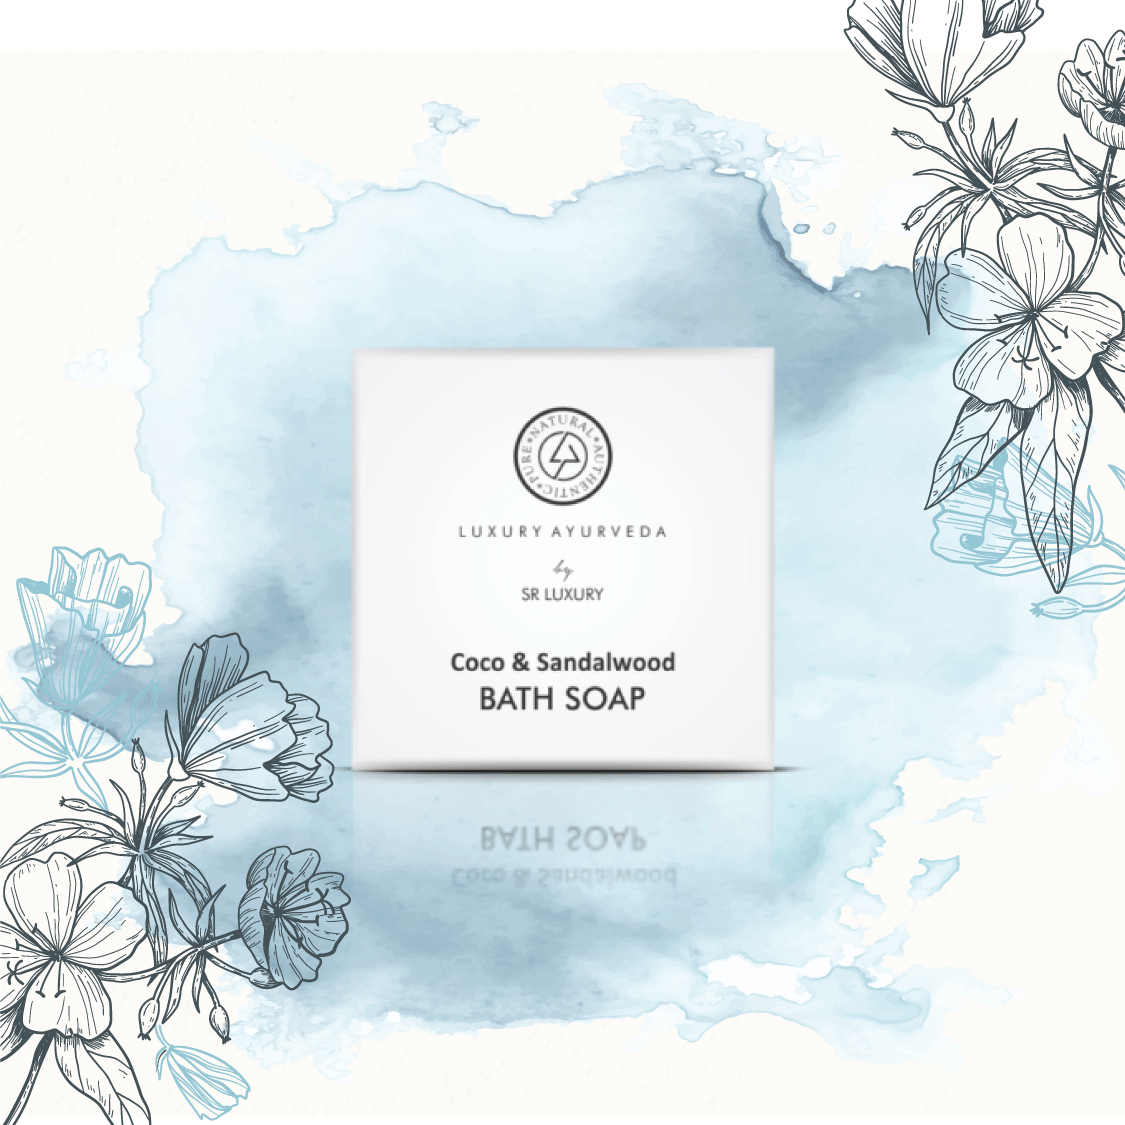 NATURAL • AUTHENTIC • PURE •
LUXURY AYURVEDA
by
SR LUXURY
Coco & Sandalwood
BATH SOAP
BATH SOAP
Coco & Sandalwood